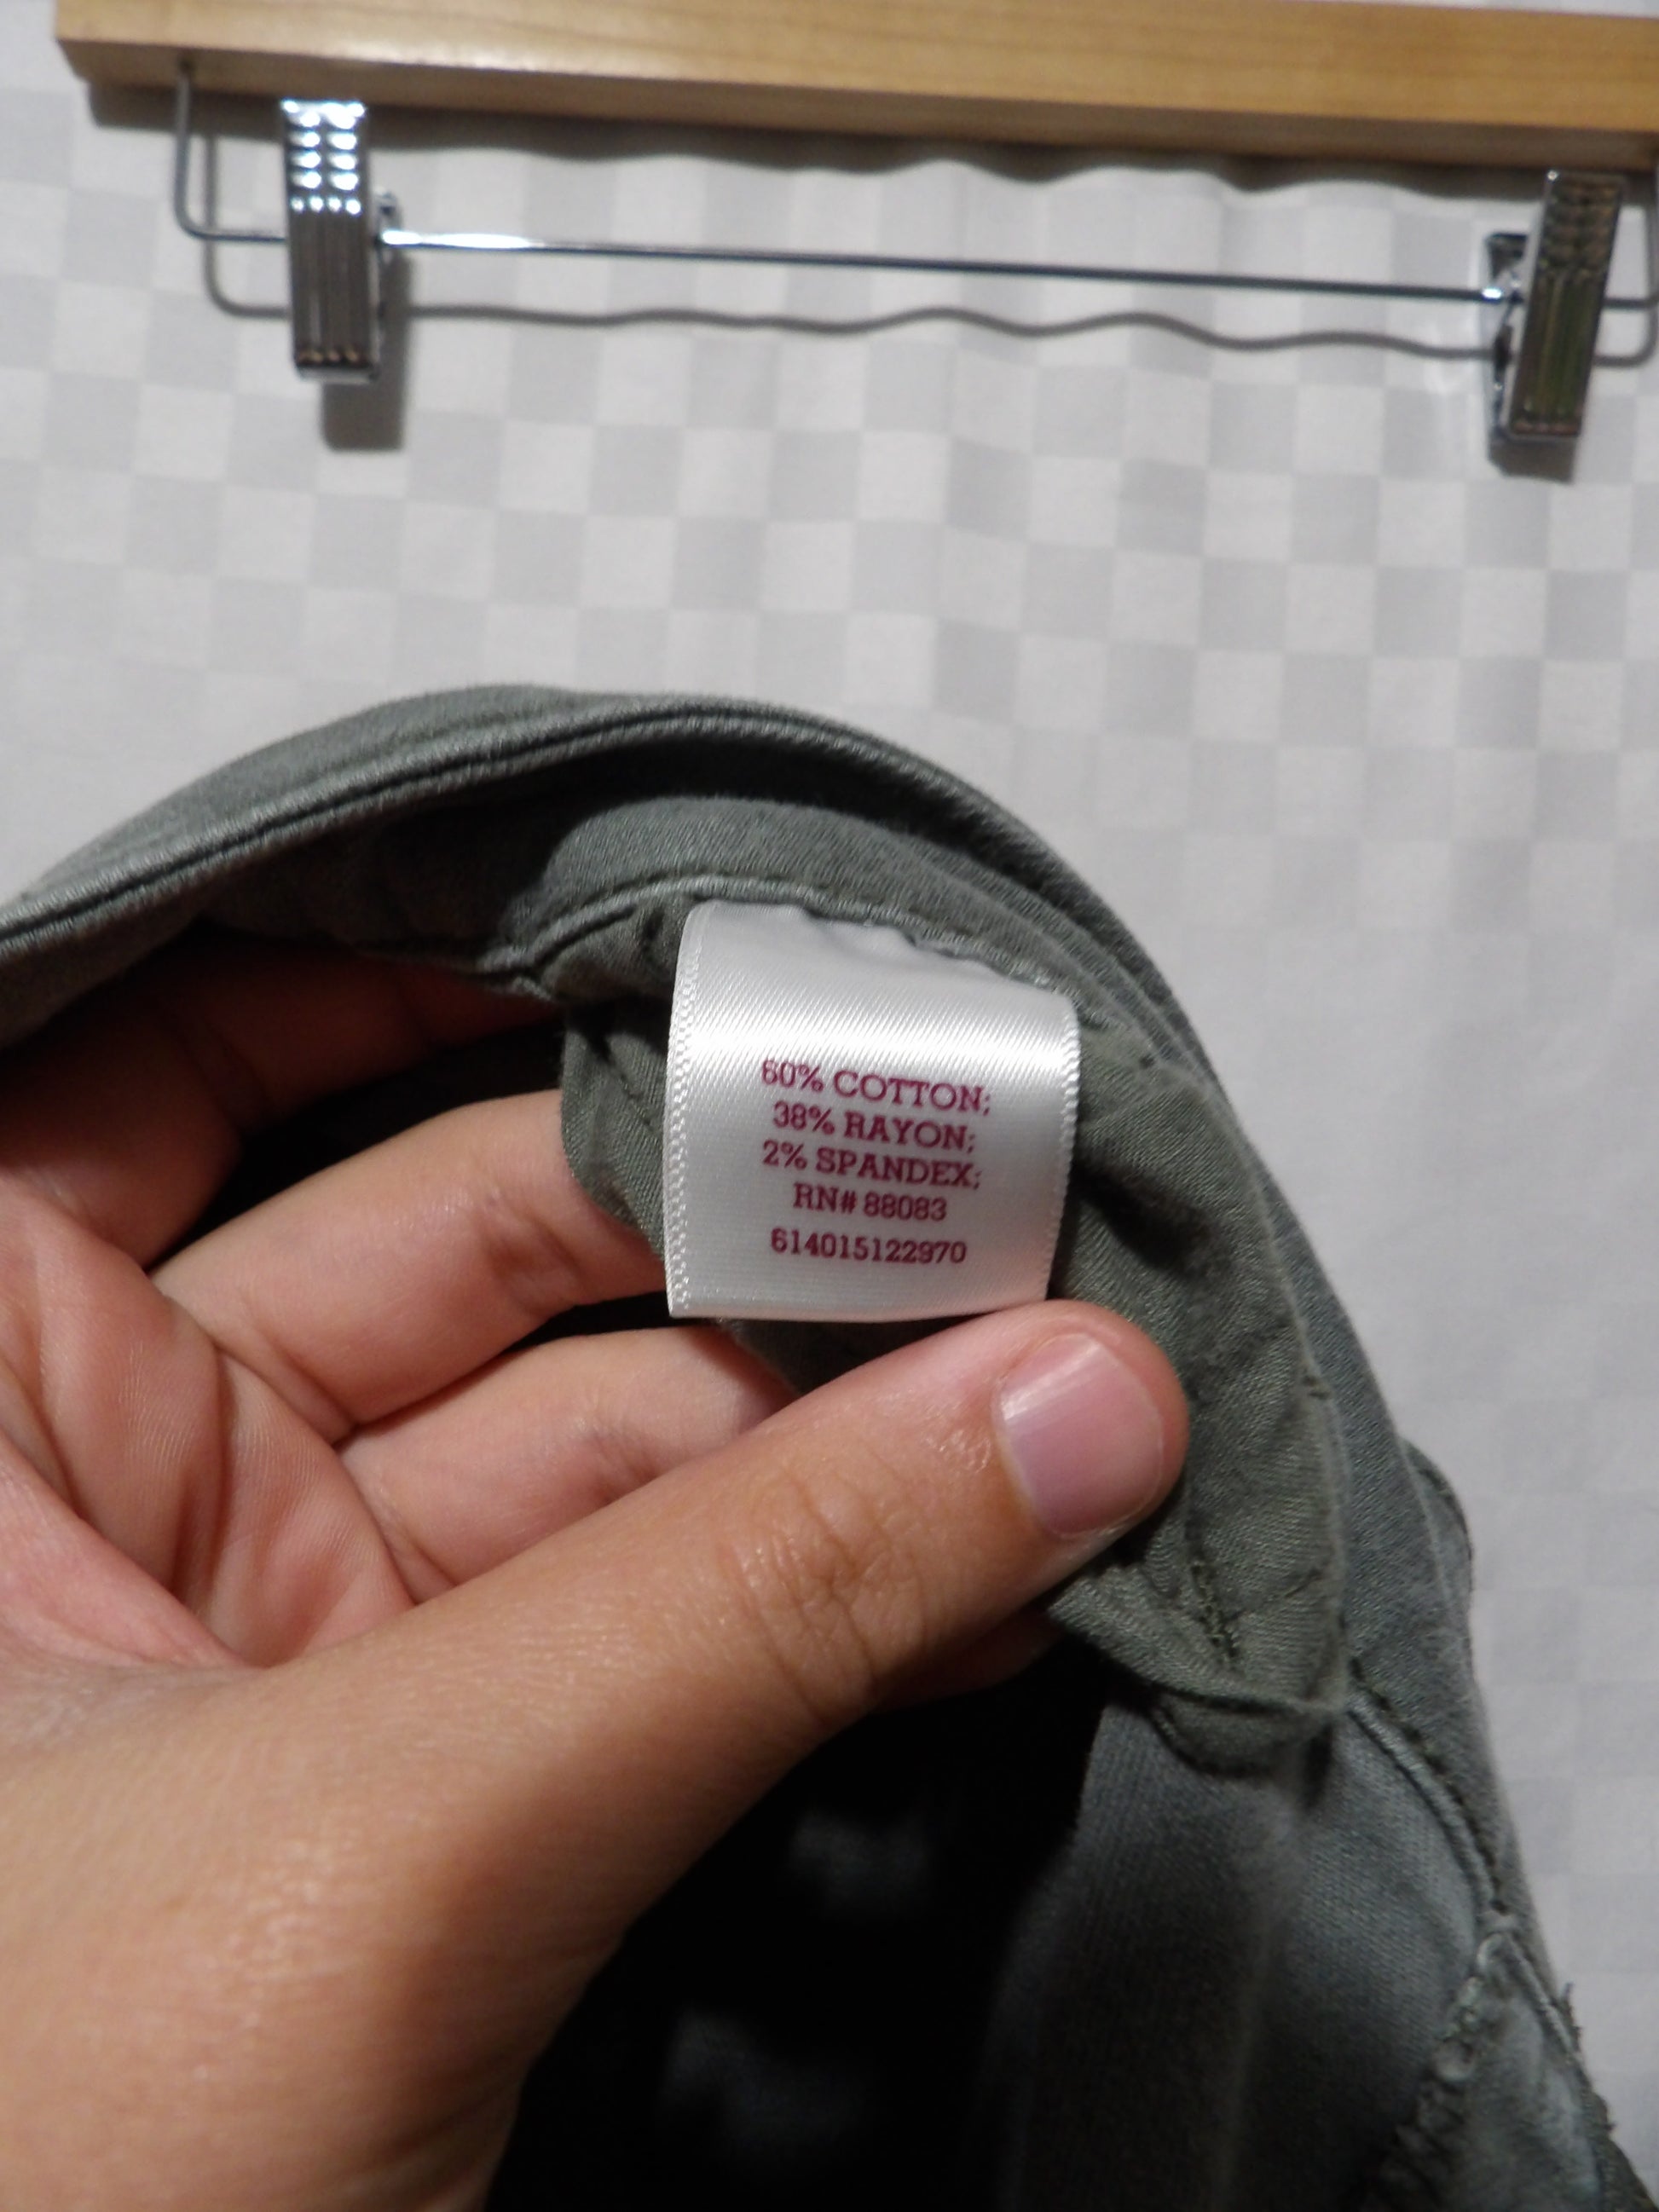 60% COTTON;
38% RAYON;
2% SPANDEX;
RN# 88083
614015122970